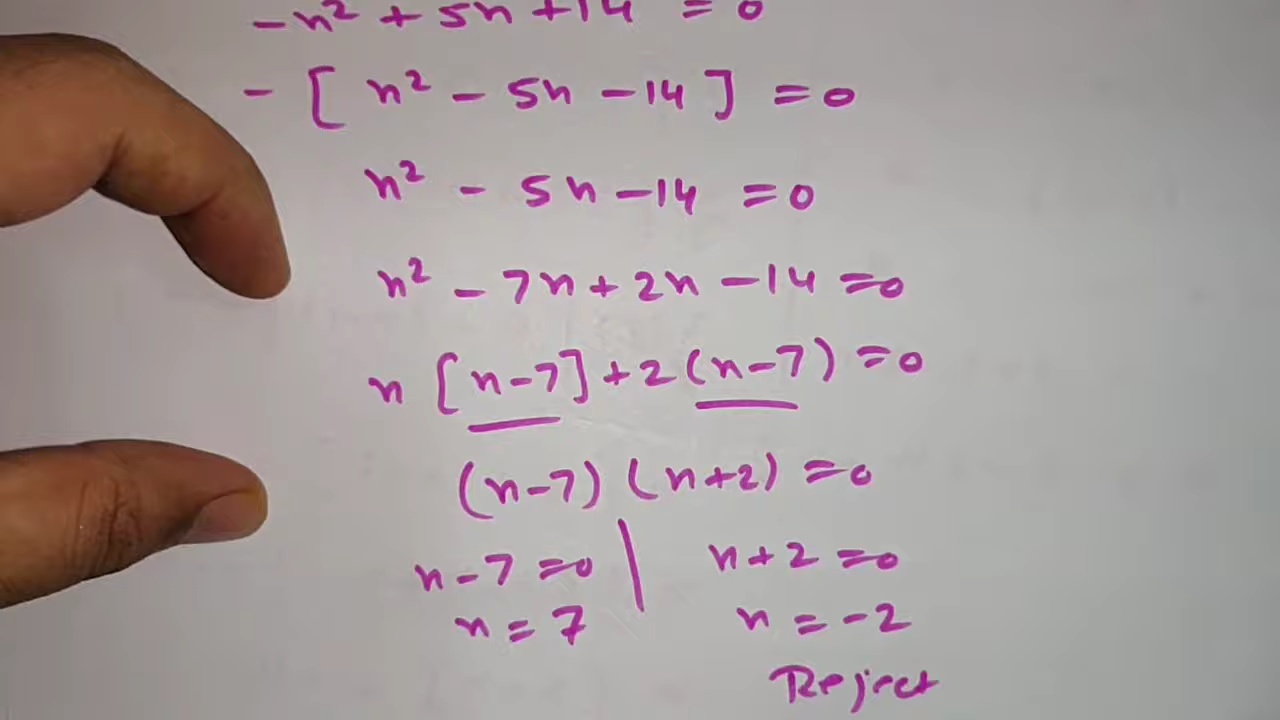 -n² + 5n + 14 = 0
- [ n² - 5n - 14 ] = 0
n² - 5n - 14 = 0
n² - 7n + 2n - 14 = 0
n [n-7] + 2 (n-7) = 0
(n-7) (n+2) = 0
n - 7 = 0 | n + 2 = 0
n = 7 n = -2
Reject